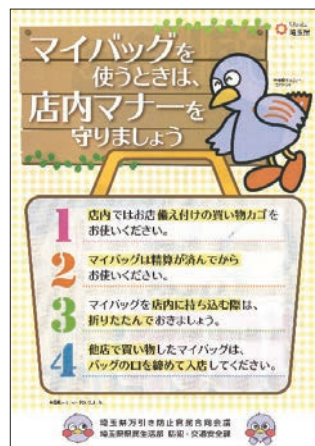 埼玉県
マイバッグを
使うときは、
店内マナーを
守りましょう
1 店内ではお店備え付けの買い物カゴを
お使いください。
2 マイバッグは精算が済んでから
お使いください。
3 マイバッグを店内に持ち込む際は、
折りたたんでおきましょう。
4 他店で買い物したマイバッグは、
バッグの口を締めて入店してください。
埼玉県万引き防止官民合同会議
埼玉県県民生活部 防犯・交通安全課